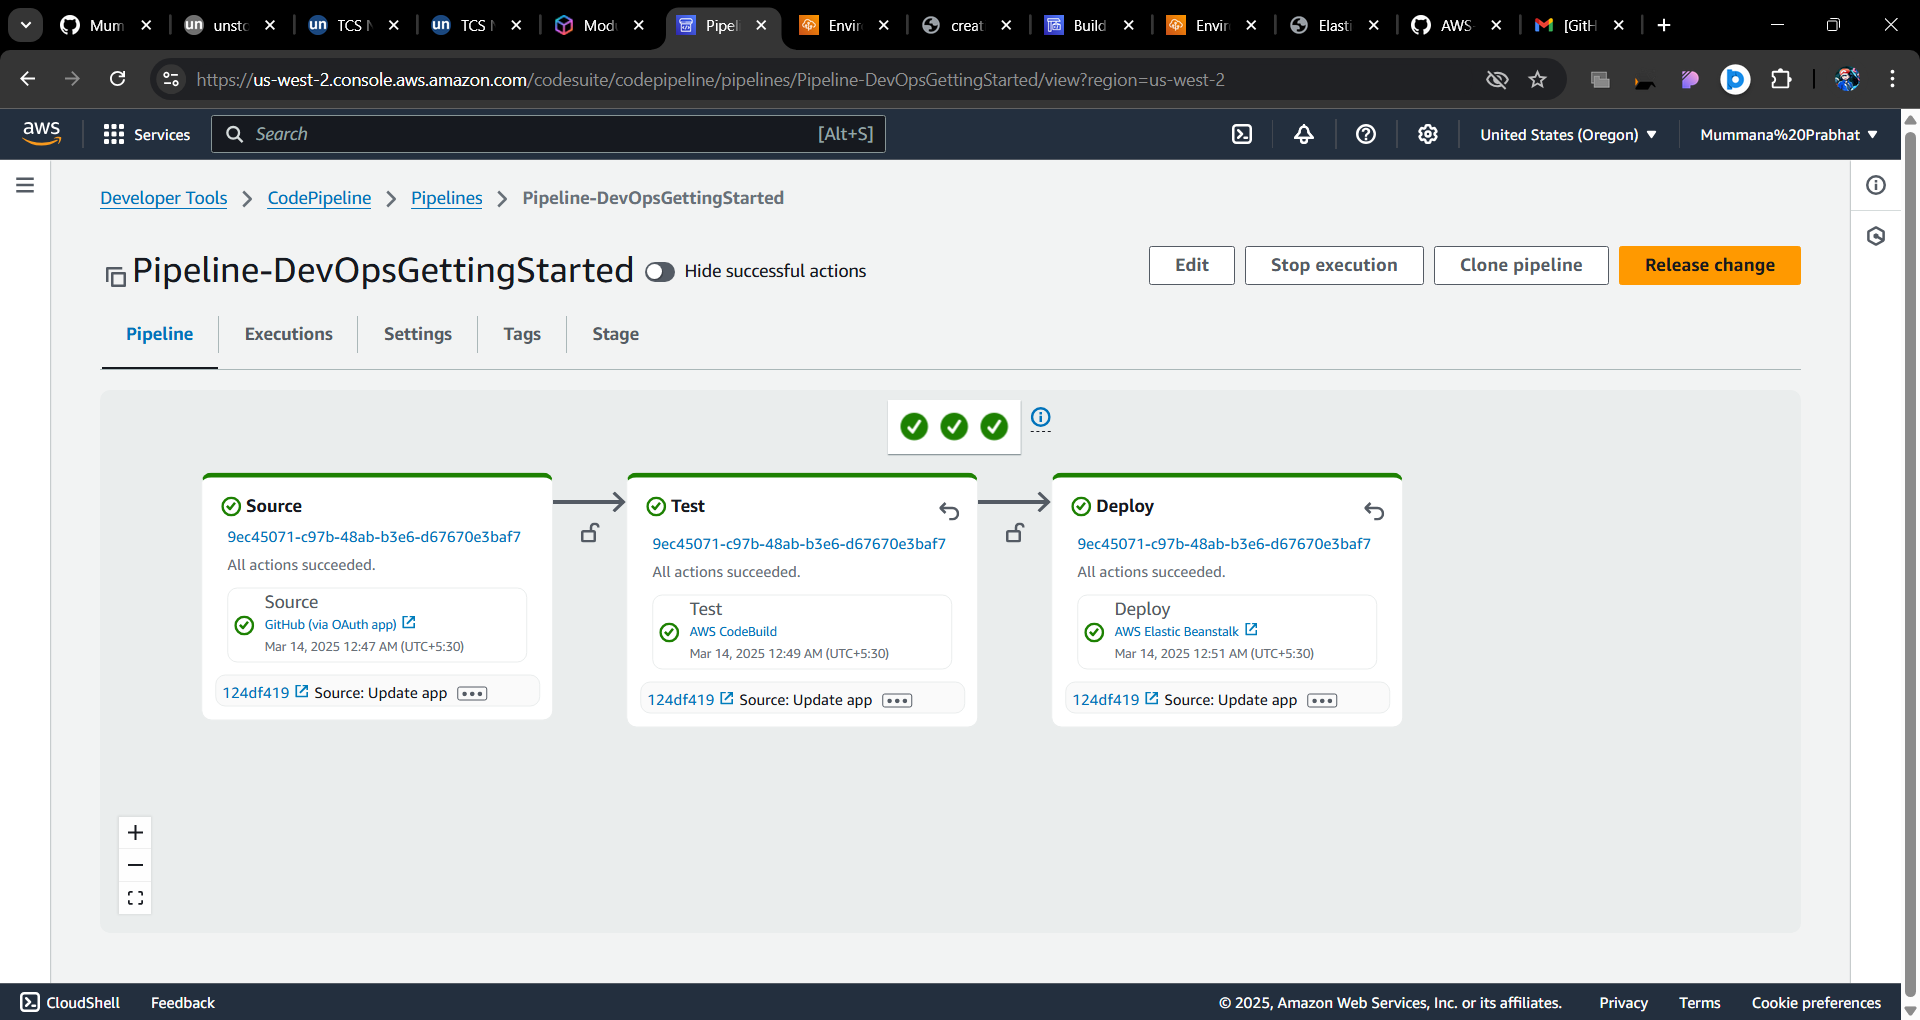 Mum
unsto
TCS N
TCS N
Modu
Pipeli
Envir
creat
Build
Envir
Elasti
AWS-
[GitH
https://us-west-2.console.aws.amazon.com/codesuite/codepipeline/pipelines/Pipeline-DevOpsGettingStarted/view?region=us-west-2
aws
Services
Search
[Alt+S]
United States (Oregon)
Mummana%20Prabhat
Developer Tools
CodePipeline
Pipelines
Pipeline-DevOpsGettingStarted
Pipeline-DevOpsGettingStarted
Hide successful actions
Edit
Stop execution
Clone pipeline
Release change
Pipeline
Executions
Settings
Tags
Stage
Source
9ec45071-c97b-48ab-b3e6-d67670e3baf7
All actions succeeded.
Source
GitHub (via OAuth app)
Mar 14, 2025 12:47 AM (UTC+5:30)
124df419 Source: Update app
Test
9ec45071-c97b-48ab-b3e6-d67670e3baf7
All actions succeeded.
Test
AWS CodeBuild
Mar 14, 2025 12:49 AM (UTC+5:30)
124df419 Source: Update app
Deploy
9ec45071-c97b-48ab-b3e6-d67670e3baf7
All actions succeeded.
Deploy
AWS Elastic Beanstalk
Mar 14, 2025 12:51 AM (UTC+5:30)
124df419 Source: Update app
CloudShell
Feedback
© 2025, Amazon Web Services, Inc. or its affiliates.
Privacy
Terms
Cookie preferences